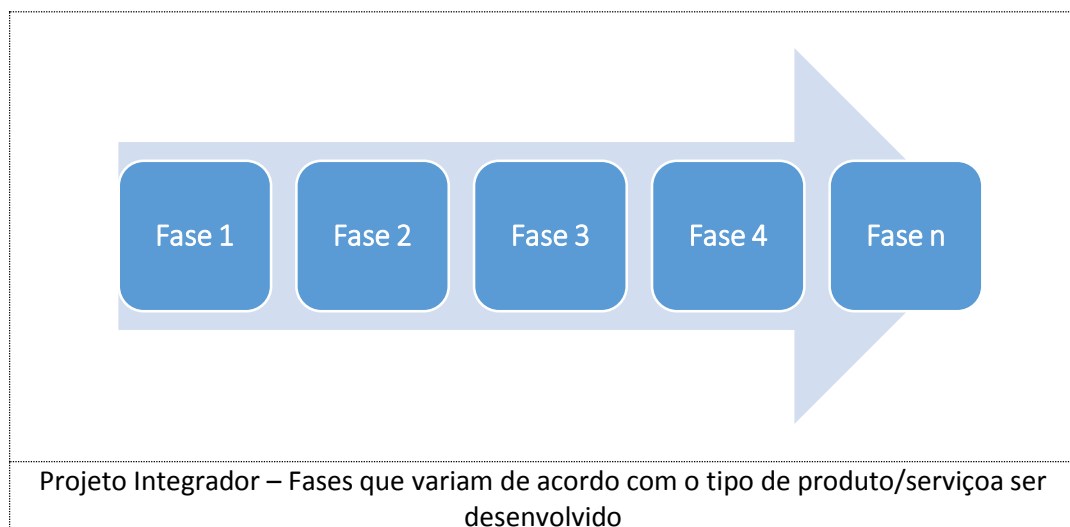 Fase 1
Fase 2
Fase 3
Fase 4
Fase n
Projeto Integrador – Fases que variam de acordo com o tipo de produto/serviçoa ser
desenvolvido